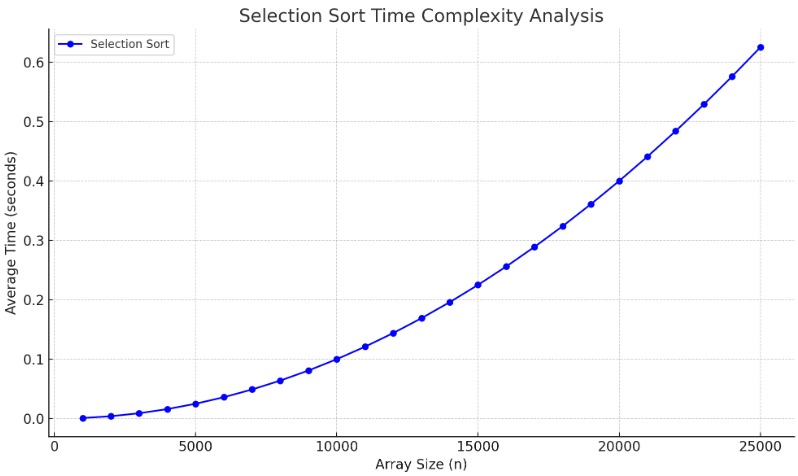 Selection Sort Time Complexity Analysis
Selection Sort
Average Time (seconds)
0.6
0.5
0.4
0.3
0.2
0.1
0.0
0 5000 10000 15000 20000 25000
Array Size (n)